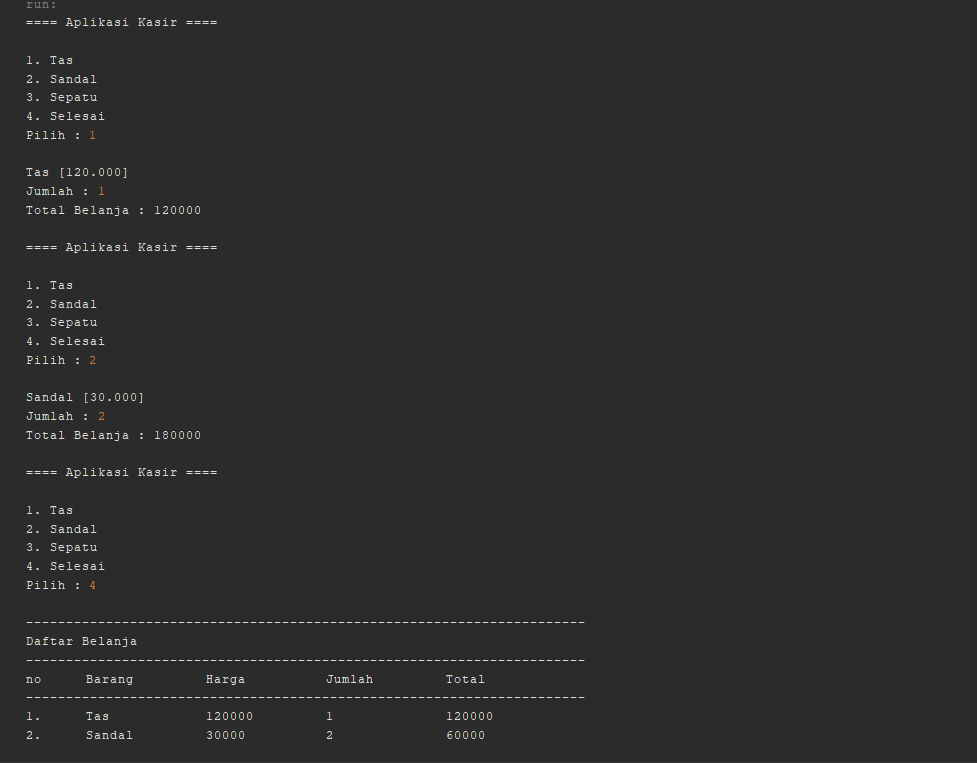 run:
==== Aplikasi Kasir ====
1. Tas
2. Sandal
3. Sepatu
4. Selesai
Pilih : 1
Tas [120.000]
Jumlah : 1
Total Belanja : 120000
==== Aplikasi Kasir ====
1. Tas
2. Sandal
3. Sepatu
4. Selesai
Pilih : 2
Sandal [30.000]
Jumlah : 2
Total Belanja : 180000
==== Aplikasi Kasir ====
1. Tas
2. Sandal
3. Sepatu
4. Selesai
Pilih : 4
----------------------------------------------------------------------
Daftar Belanja
----------------------------------------------------------------------
no Barang Harga Jumlah Total
----------------------------------------------------------------------
1. Tas 120000 1 120000
2. Sandal 30000 2 60000